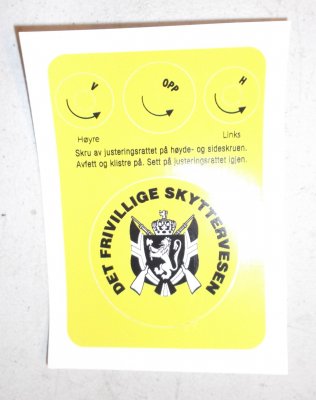 V OPP H
Høyre Links
Skru av justeringsrattet på høyde- og sideskruen.
Avfett og klistre på. Sett på justeringsrattet igjen.
DET FRIVILLIGE SKYTTERVESEN